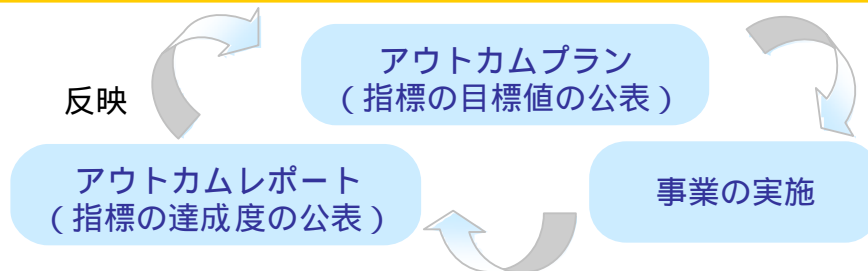 アウトカムプラン
（指標の目標値の公表）
反映
アウトカムレポート
（指標の達成度の公表）
事業の実施